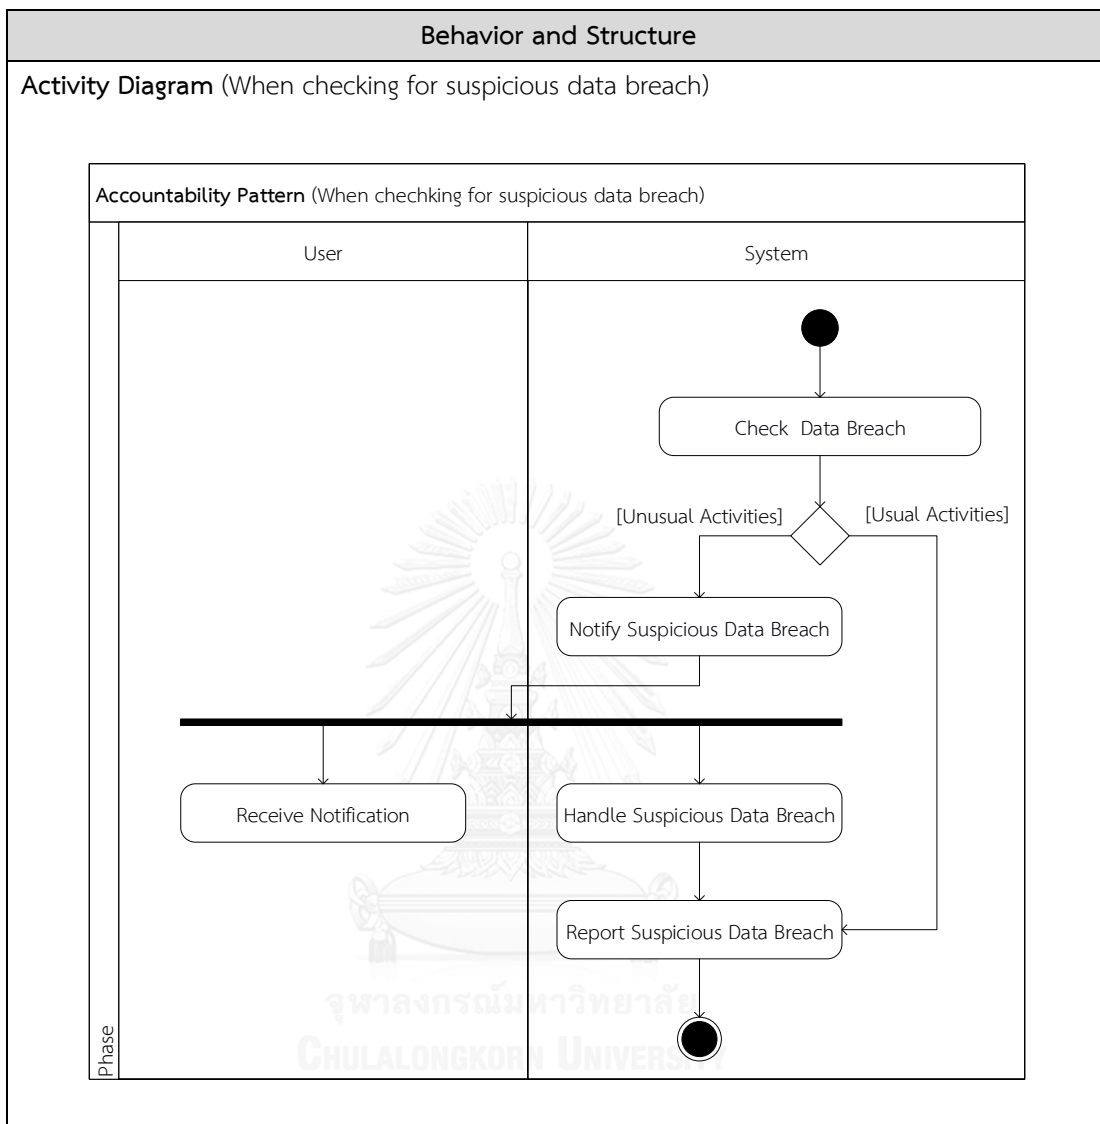 Behavior and Structure
Activity Diagram (When checking for suspicious data breach)
Accountability Pattern (When chechking for suspicious data breach)
User
System
Check Data Breach
[Unusual Activities]
[Usual Activities]
Notify Suspicious Data Breach
Receive Notification
Handle Suspicious Data Breach
Report Suspicious Data Breach
Phase
จุฬาลงกรณ์มหาวิทยาลัย
CHULALONGKORN UNIVERSITY